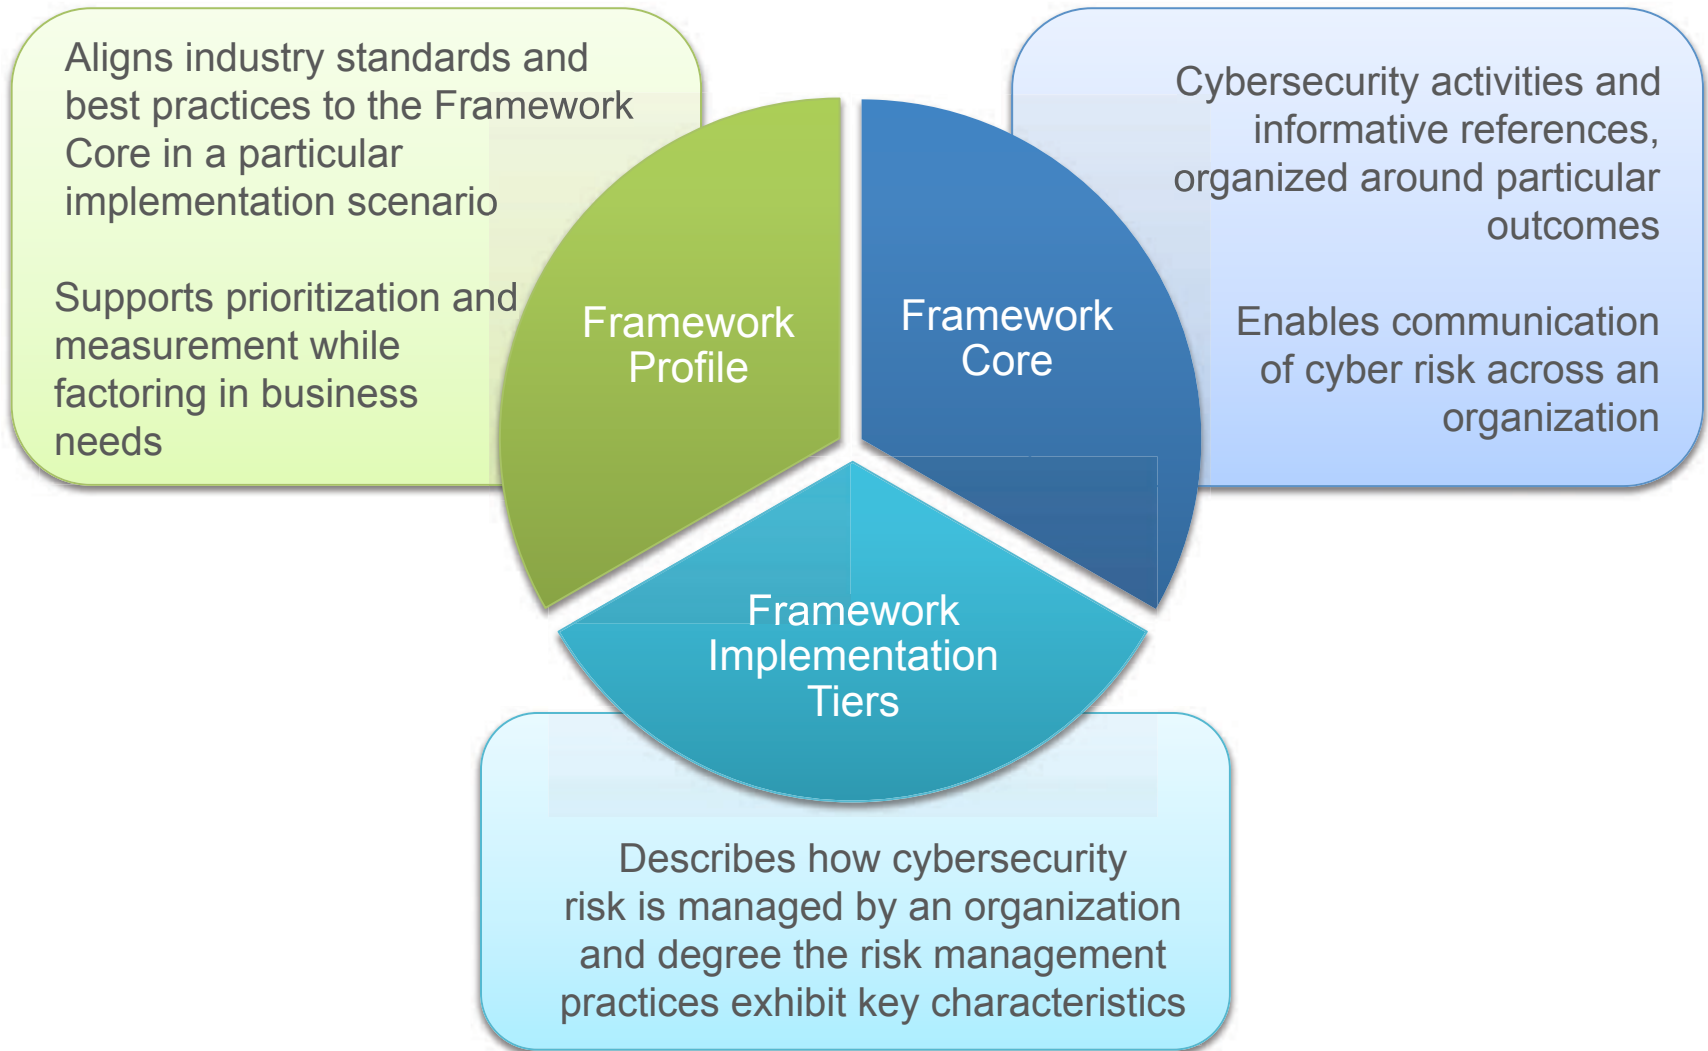 Aligns industry standards and
best practices to the Framework
Core in a particular
implementation scenario
Supports prioritization and
measurement while
factoring in business
needs
Framework
Profile
Framework
Core
Cybersecurity activities and
informative references,
organized around particular
outcomes
Enables communication
of cyber risk across an
organization
Framework
Implementation
Tiers
Describes how cybersecurity
risk is managed by an organization
and degree the risk management
practices exhibit key characteristics